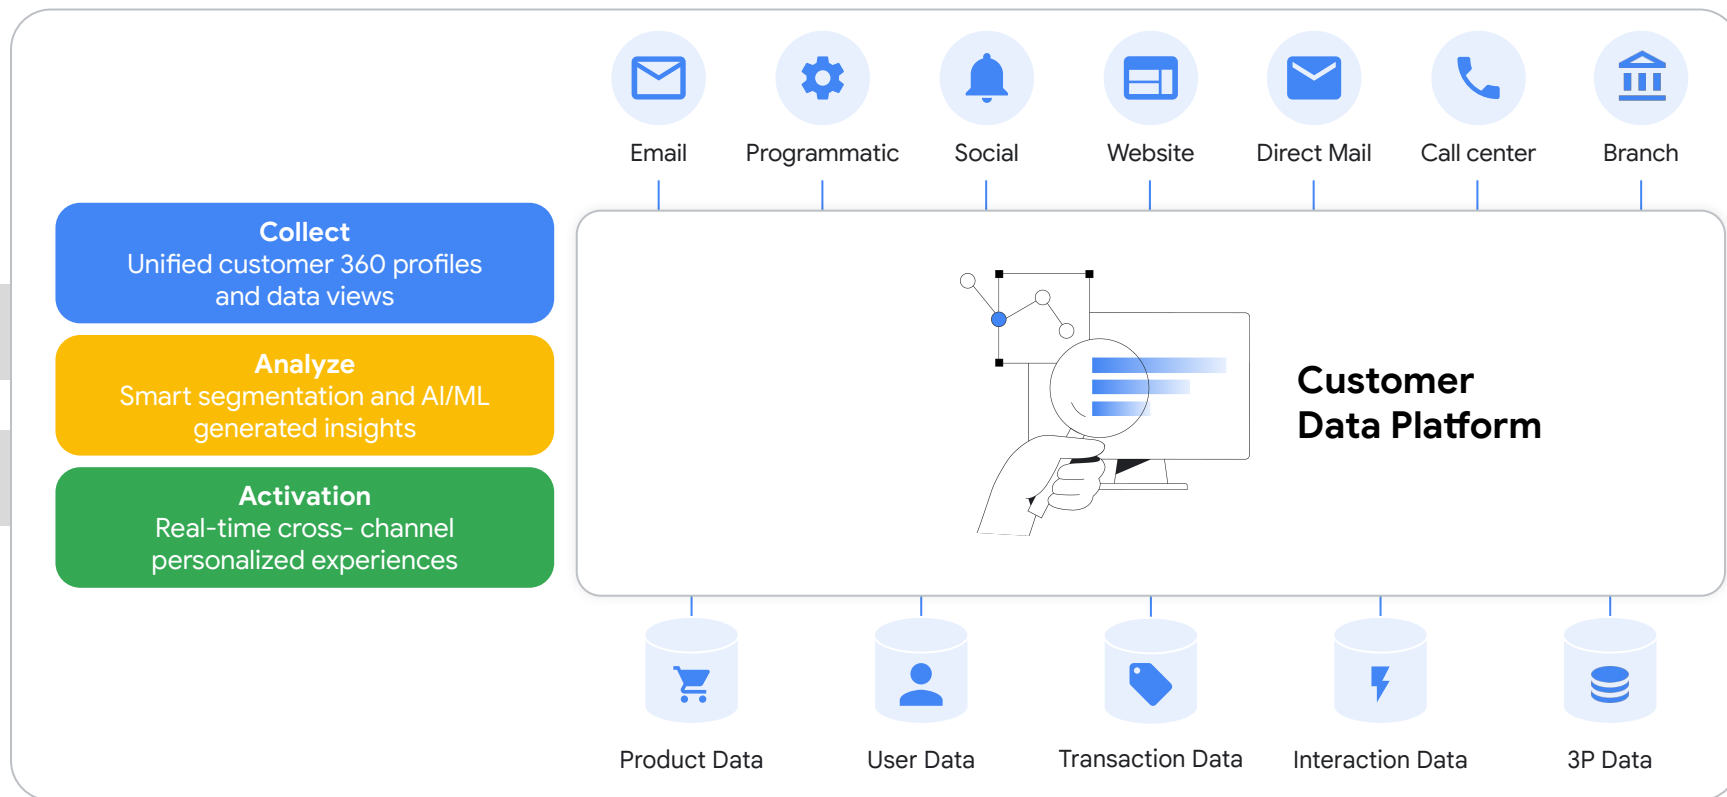 Email
Programmatic
Social
Website
Direct Mail
Call center
Branch
Collect
Unified customer 360 profiles
and data views
Analyze
Smart segmentation and AI/ML
generated insights
Activation
Real-time cross- channel
personalized experiences
Customer
Data Platform
Product Data
User Data
Transaction Data
Interaction Data
3P Data